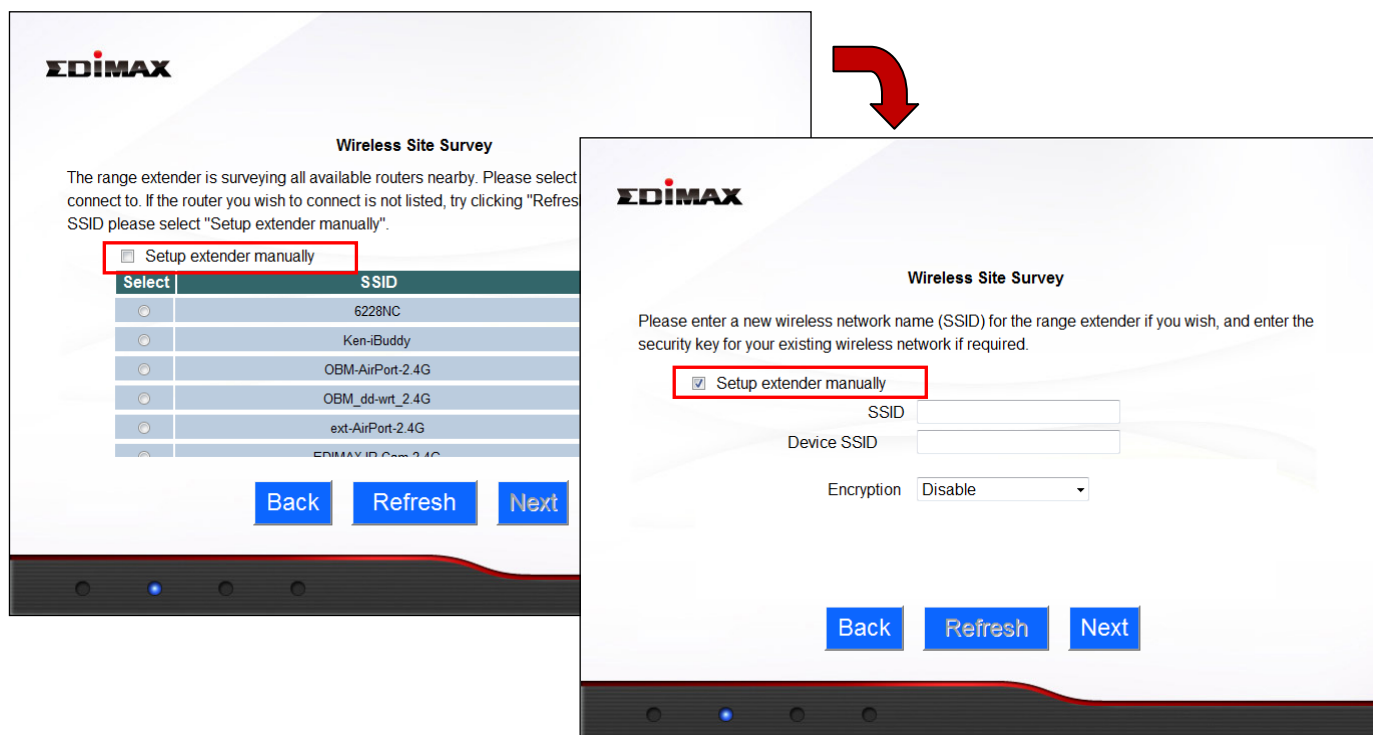 EDIMAX
Wireless Site Survey
The range extender is surveying all available routers nearby. Please select
connect to. If the router you wish to connect is not listed, try clicking "Refres
SSID please select "Setup extender manually".
Setup extender manually
Select SSID
6228NC
Ken-iBuddy
OBM-AirPort-2.4G
OBM_dd-wrt_2.4G
ext-AirPort-2.4G
EDIMAX IP Cam 2.4G
Back Refresh Next
EDIMAX
Wireless Site Survey
Please enter a new wireless network name (SSID) for the range extender if you wish, and enter the
security key for your existing wireless network if required.
Setup extender manually
SSID
Device SSID
Encryption Disable
Back Refresh Next